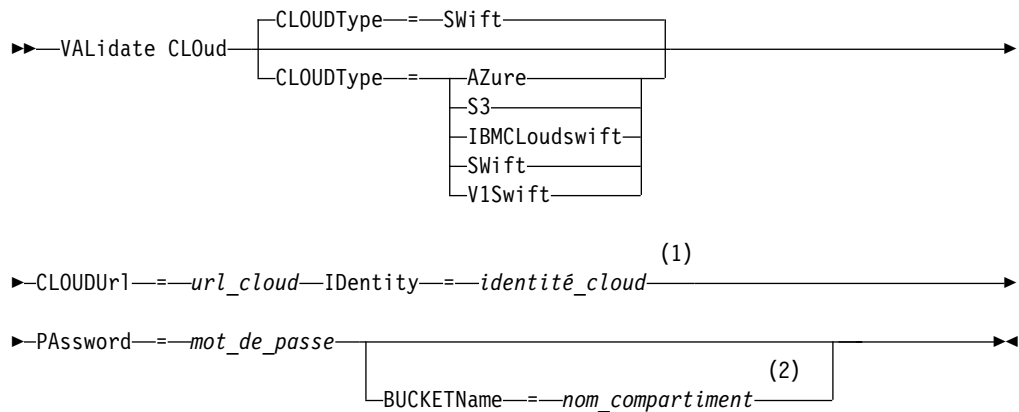 CLOUDType = SWift
VALidate CLOud
CLOUDType = AZure
S3
IBMCLoudswift
SWift
V1Swift
(1)
CLOUDUrl = url_cloud IDentity = identité_cloud
PAssword = mot_de_passe
(2)
BUCKETName = nom_compartiment